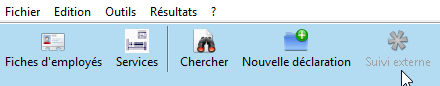 Fichier Edition Outils Résultats ?
Fiches d'employés Services Chercher Nouvelle déclaration Suivi externe